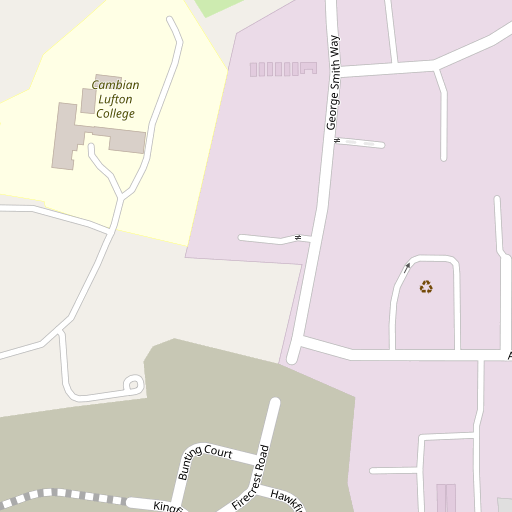 Cambian
Lufton
College
George Smith Way
Bunting Court
Firecrest Road